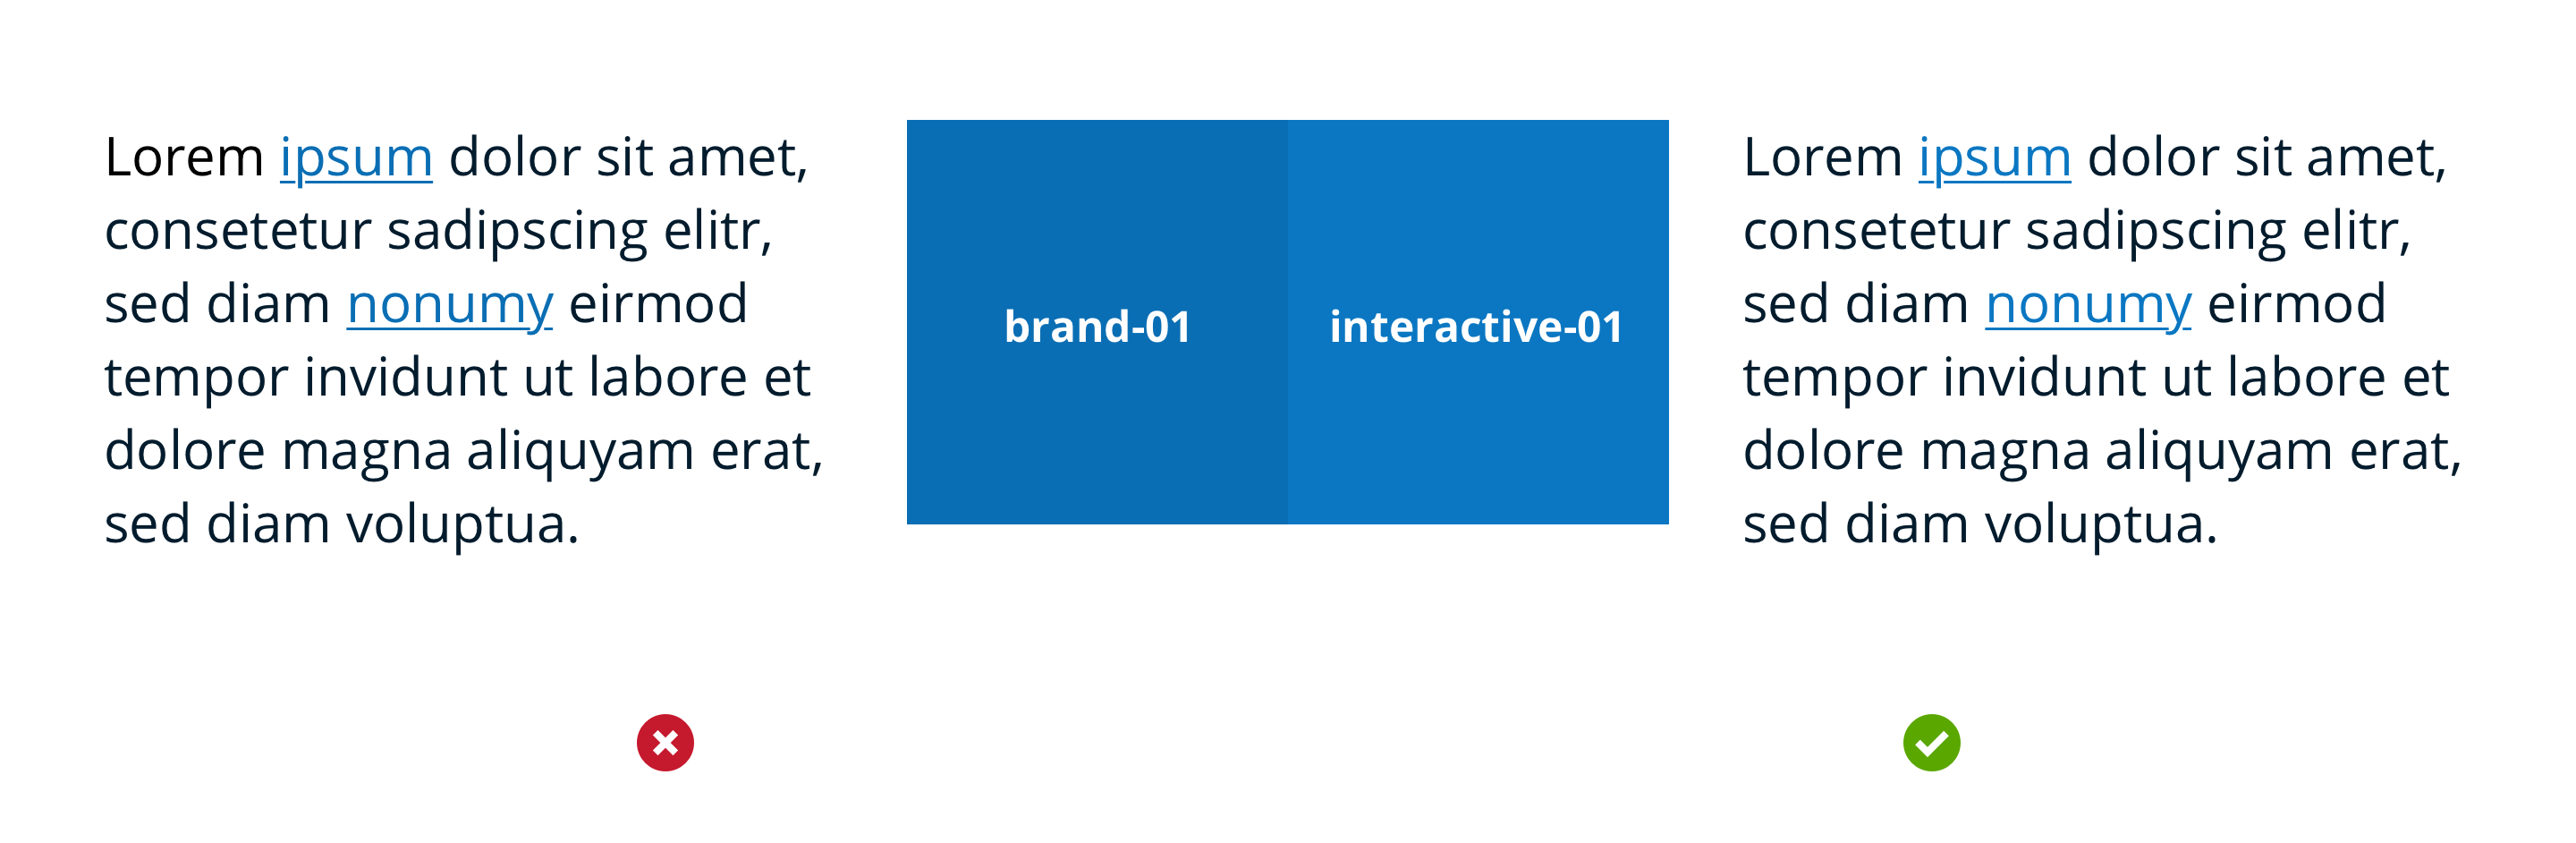 Lorem ipsum dolor sit amet,
consetetur sadipscing elitr,
sed diam nonumy eirmod
tempor invidunt ut labore et
dolore magna aliquyam erat,
sed diam voluptua.
brand-01
interactive-01
Lorem ipsum dolor sit amet,
consetetur sadipscing elitr,
sed diam nonumy eirmod
tempor invidunt ut labore et
dolore magna aliquyam erat,
sed diam voluptua.